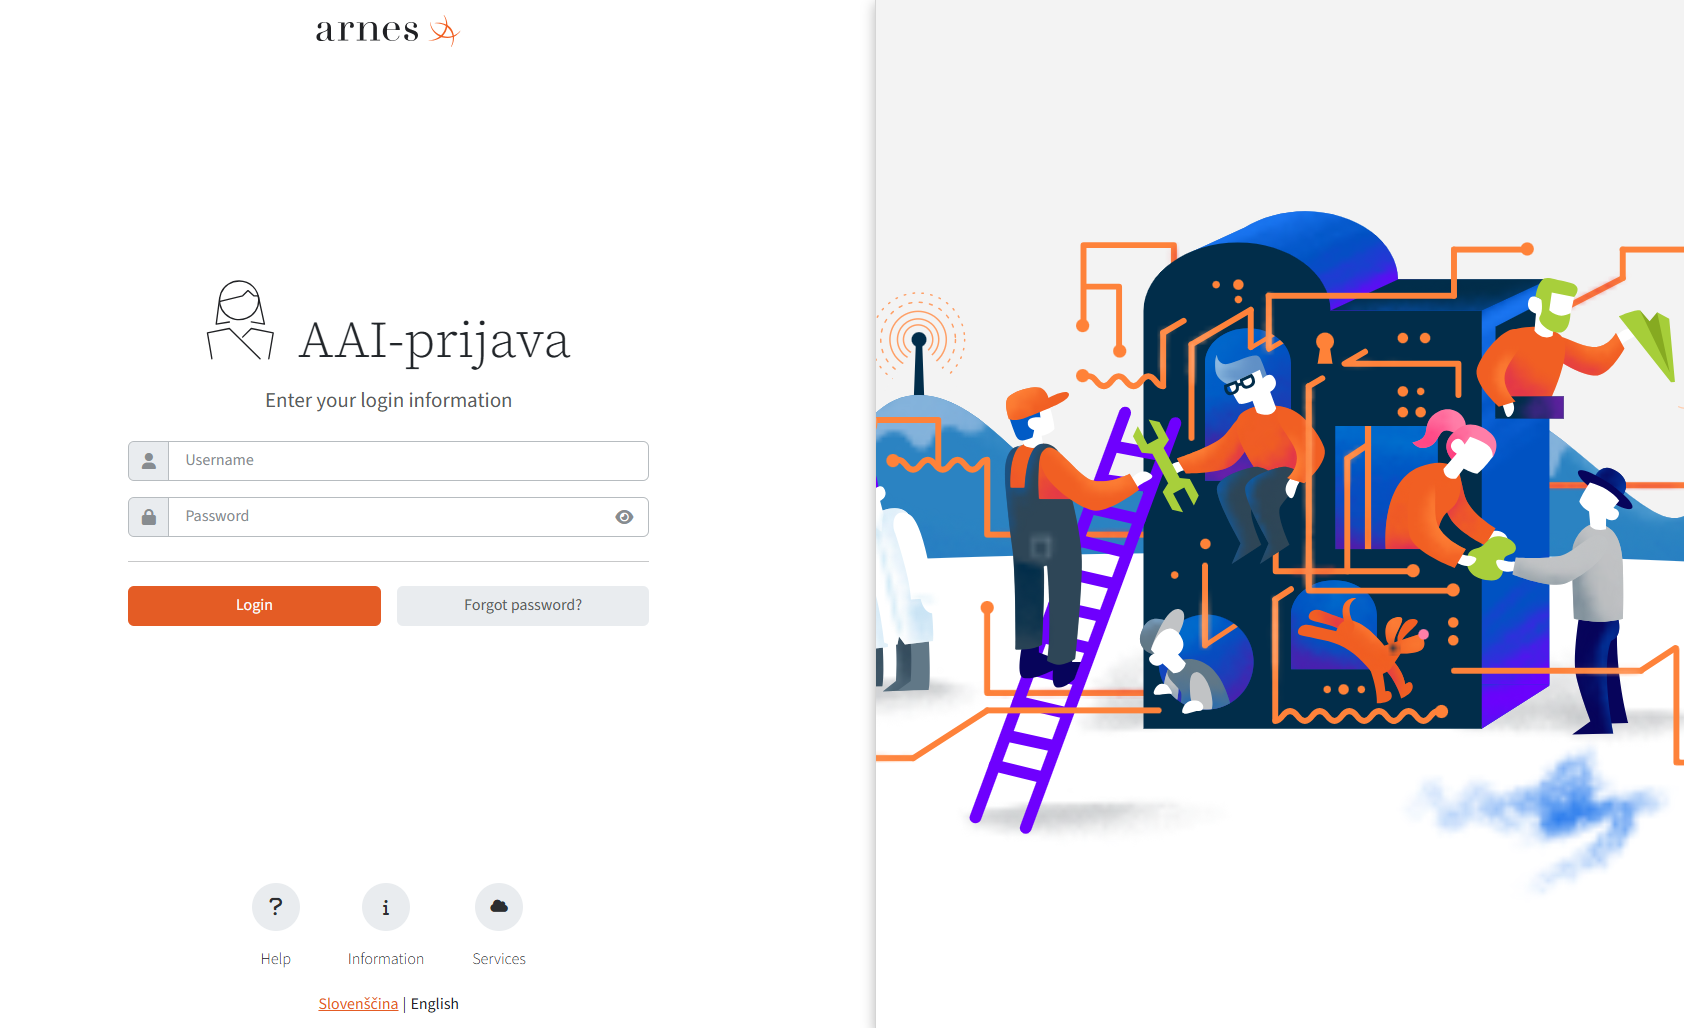 arnes
AAI-prijava
Enter your login information
Username
Password
Login
Forgot password?
Help
Information
Services
Slovenščina | English